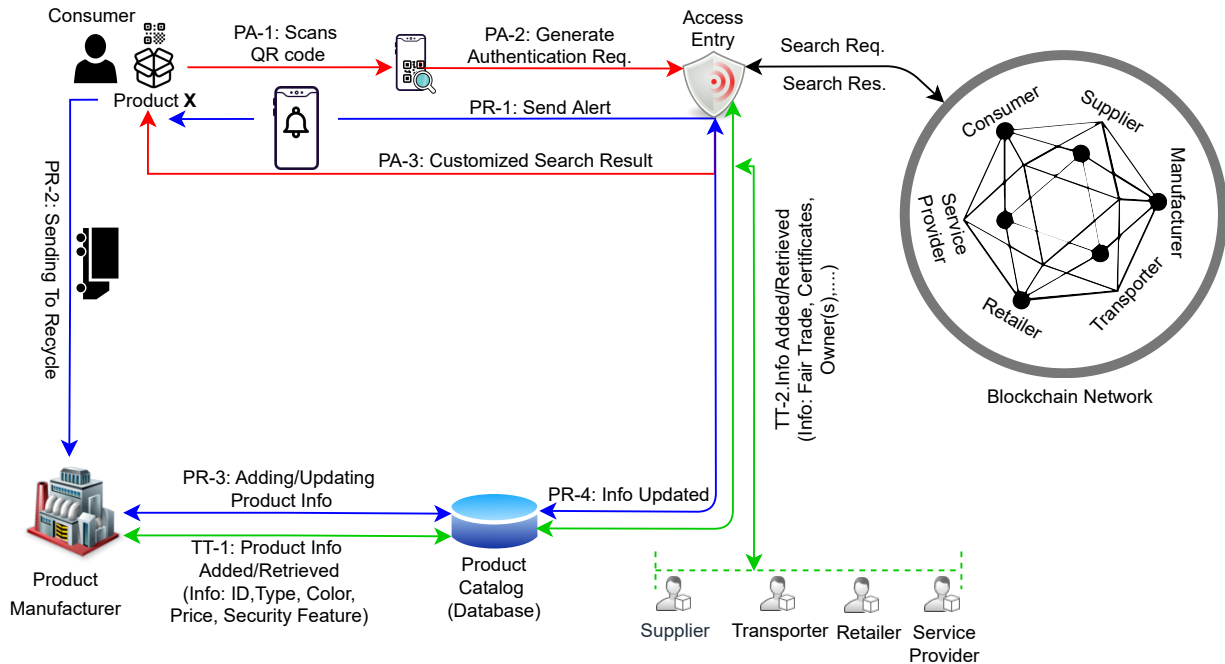 Consumer
Product X
PA-1: Scans
QR code
PA-2: Generate
Authentication Req.
Access
Entry
Search Req.
Search Res.
PR-1: Send Alert
PA-3: Customized Search Result
PR-2: Sending To Recycle
Consumer
Supplier
Manufacturer
Transporter
Retailer
Service
Provider
Blockchain Network
TT-2.Info Added/Retrieved
(Info: Fair Trade, Certificates,
Owner(s),....)
PR-3: Adding/Updating
Product Info
PR-4: Info Updated
TT-1: Product Info
Added/Retrieved
(Info: ID,Type, Color,
Price, Security Feature)
Product
Manufacturer
Product
Catalog
(Database)
Supplier
Transporter
Retailer
Service
Provider